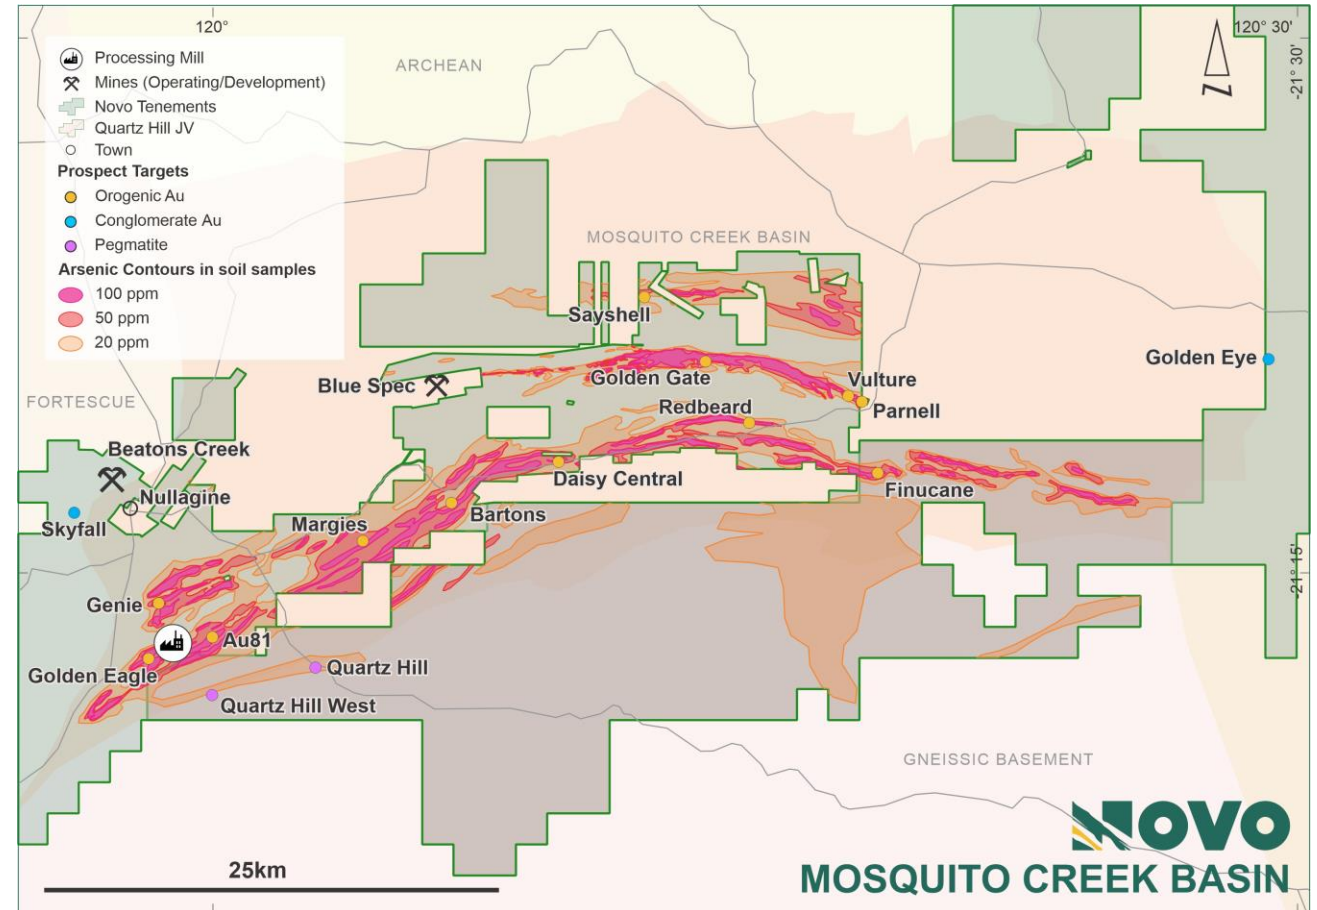 120°
120° 30'
-21° 30'
ARCHEAN
Processing Mill
Mines (Operating/Development)
Novo Tenements
Quartz Hill JV
Town
Prospect Targets
Orogenic Au
Conglomerate Au
Pegmatite
Arsenic Contours in soil samples
100 ppm
50 ppm
20 ppm
Z
MOSQUITO CREEK BASIN
Sayshell
Golden Eye
Golden Gate
Blue Spec
Vulture
Parnell
Redbeard
FORTESCUE
Beatons Creek
Daisy Central
Finucane
Nullagine
Skyfall
Margies
Bartons
-21° 15'
Genie
Au81
Golden Eagle
Quartz Hill
Quartz Hill West
GNEISSIC BASEMENT
25km
NOVO
MOSQUITO CREEK BASIN